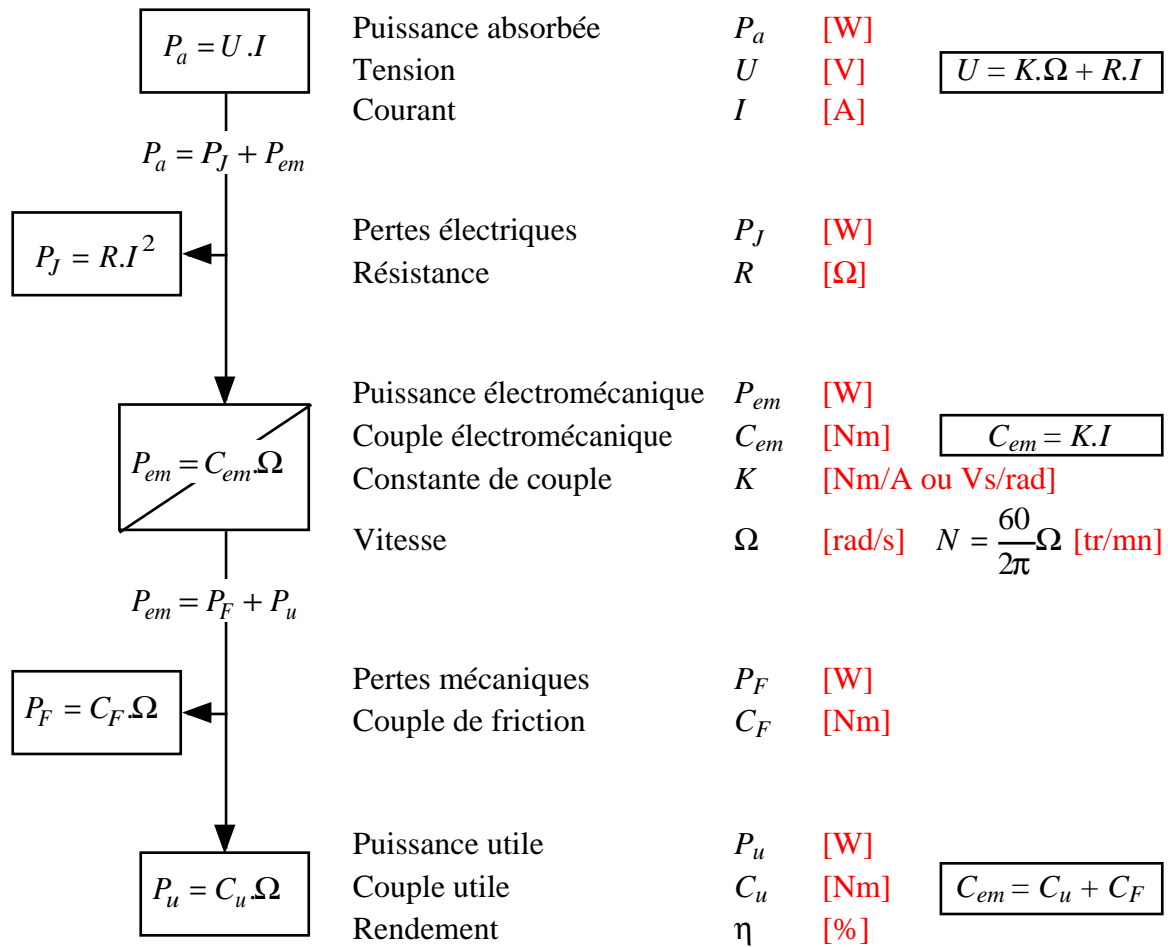 P_a = U.I
Puissance absorbée P_a [W]
Tension U [V] U = K.Ω + R.I
Courant I [A]
P_a = P_J + P_em
Pertes électriques P_J [W]
P_J = R.I²
Résistance R [Ω]
Puissance électromécanique P_em [W]
Couple électromécanique C_em [Nm] C_em = K.I
P_em = C_em.Ω
Constante de couple K [Nm/A ou Vs/rad]
Vitesse Ω [rad/s] N = 60/2π Ω [tr/mn]
P_em = P_F + P_u
Pertes mécaniques P_F [W]
P_F = C_F.Ω
Couple de friction C_F [Nm]
Puissance utile P_u [W]
P_u = C_u.Ω
Couple utile C_u [Nm] C_em = C_u + C_F
Rendement η [%]